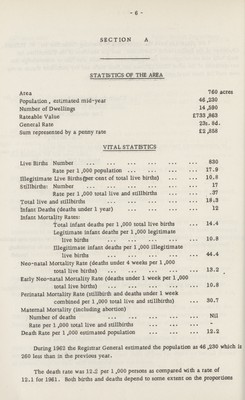 - 6 -
SECTION A
STATISTICS OF THE AREA
Area 760 acres
Population, estimated mid-year 46,230
Number of Dwellings 14,590
Rateable Value £733,863
General Rate 23s. 8d.
Sum represented by a penny rate £2,858
VITAL STATISTICS
Live Births Number ... ... ... ... ... ... 830
Rate per 1,000 population ... ... ... ... 17.9
Illegitimate Live Births (per cent of total live births) ... 10.8
Stillbirths: Number ... ... ... ... ... ... 17
Rate per 1,000 total live and stillbirths ... ... .37
Total live and stillbirths ... ... ... ... ... 18.3
Infant Deaths (deaths under 1 year) ... ... ... ... 12
Infant Mortality Rates:
Total infant deaths per 1,000 total live births ... 14.4
Legitimate infant deaths per 1,000 legitimate
live births ... ... ... ... ... 10.8
Illegitimate infant deaths per 1,000 illegitimate
live births ... ... ... ... ... 44.4
Neo-natal Mortality Rate (deaths under 4 weeks per 1,000
total live births) ... ... ... ... ... 13.2
Early Neo-natal Mortality Rate (deaths under 1 week per 1,000
total live births) ... ... ... ... ... 10.8
Perinatal Mortality Rate (stillbirth and deaths under 1 week
combined per 1,000 total live and stillbirths) ... 30.7
Maternal Mortality (including abortion)
Number of deaths ... ... ... ... ... Nil
Rate per 1,000 total live and stillbirths ... ... -
Death Rate per 1,000 estimated population ... ... ... 12.2
During 1962 the Registrar General estimated the population at 46,230 which is
260 less than in the previous year.
The death rate was 12.2 per 1,000 persons as compared with a rate of
12.1 for 1961. Both births and deaths depend to some extent on the proportions